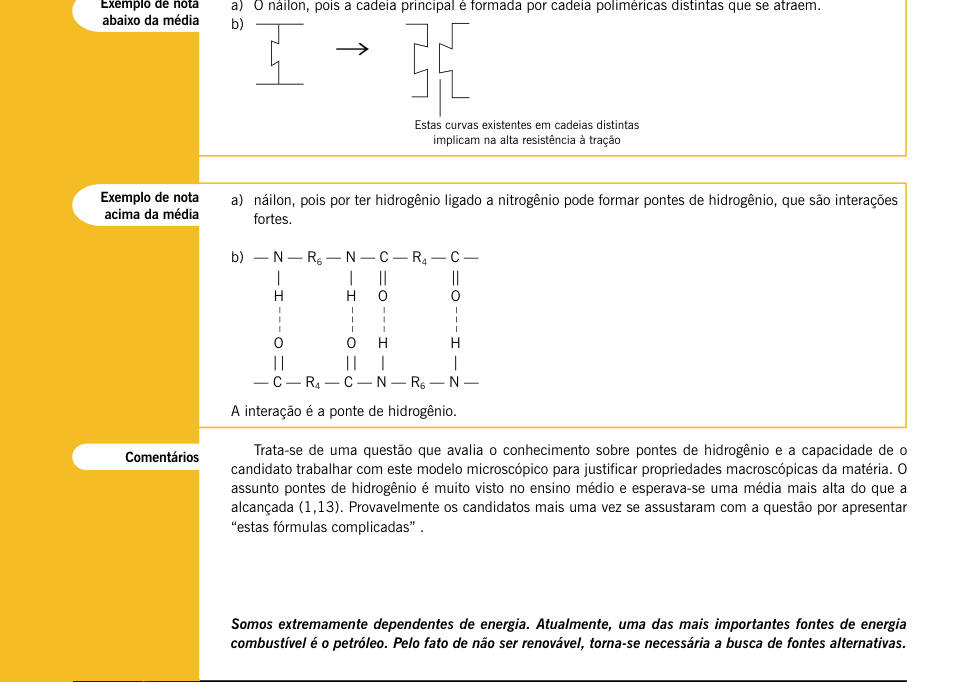 Exemplo de nota
abaixo da média
a) O náilon, pois a cadeia principal é formada por cadeia poliméricas distintas que se atraem.
b)
Estas curvas existentes em cadeias distintas
implicam na alta resistência à tração
Exemplo de nota
acima da média
a) náilon, pois por ter hidrogênio ligado a nitrogênio pode formar pontes de hidrogênio, que são interações
fortes.
b) — N — R₆ — N — C — R₄ — C —
| | || ||
H H O O
O O H H
|| || | |
— C — R₄ — C — N — R₆ — N —
A interação é a ponte de hidrogênio.
Comentários
Trata-se de uma questão que avalia o conhecimento sobre pontes de hidrogênio e a capacidade de o
candidato trabalhar com este modelo microscópico para justificar propriedades macroscópicas da matéria. O
assunto pontes de hidrogênio é muito visto no ensino médio e esperava-se uma média mais alta do que a
alcançada (1,13). Provavelmente os candidatos mais uma vez se assustaram com a questão por apresentar
“estas fórmulas complicadas” .
Somos extremamente dependentes de energia. Atualmente, uma das mais importantes fontes de energia
combustível é o petróleo. Pelo fato de não ser renovável, torna-se necessária a busca de fontes alternativas.